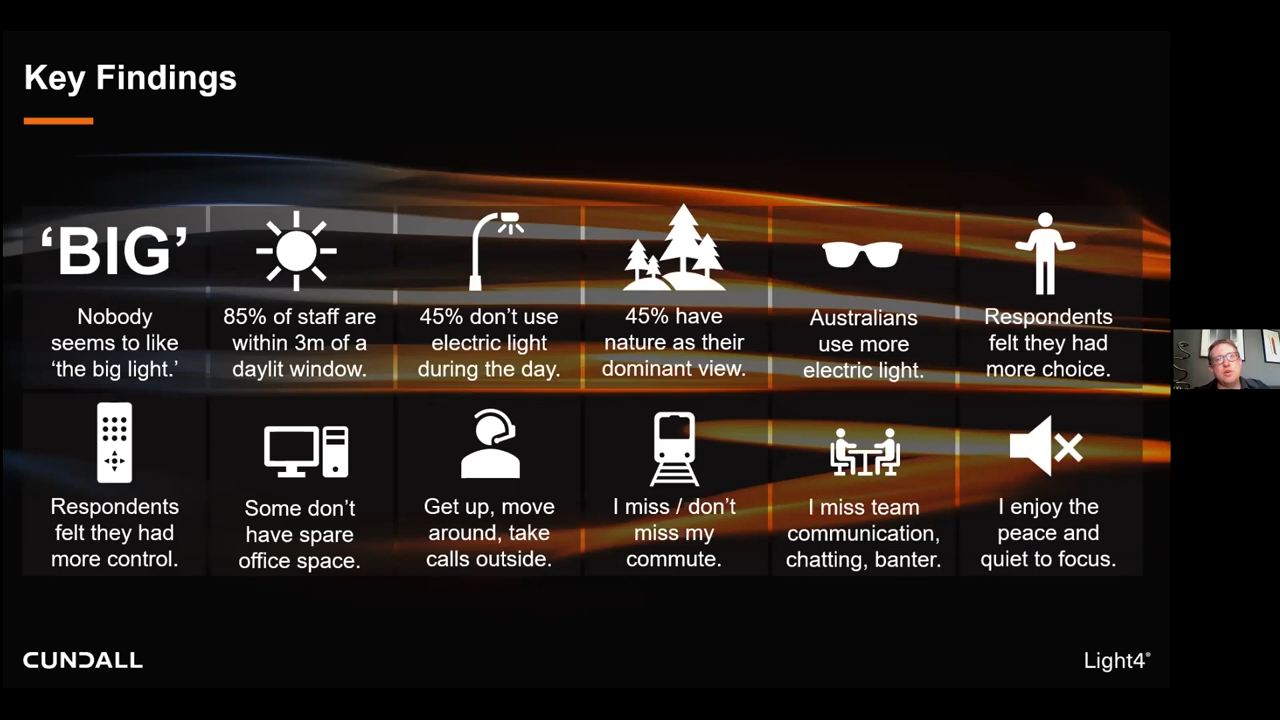 Key Findings
‘BIG’
Nobody
seems to like
‘the big light.’
85% of staff are
within 3m of a
daylit window.
45% don’t use
electric light
during the day.
45% have
nature as their
dominant view.
Australians
use more
electric light.
Respondents
felt they had
more choice.
Respondents
felt they had
more control.
Some don’t
have spare
office space.
Get up, move
around, take
calls outside.
I miss / don’t
miss my
commute.
I miss team
communication,
chatting, banter.
I enjoy the
peace and
quiet to focus.
CUNDALL
Light4®